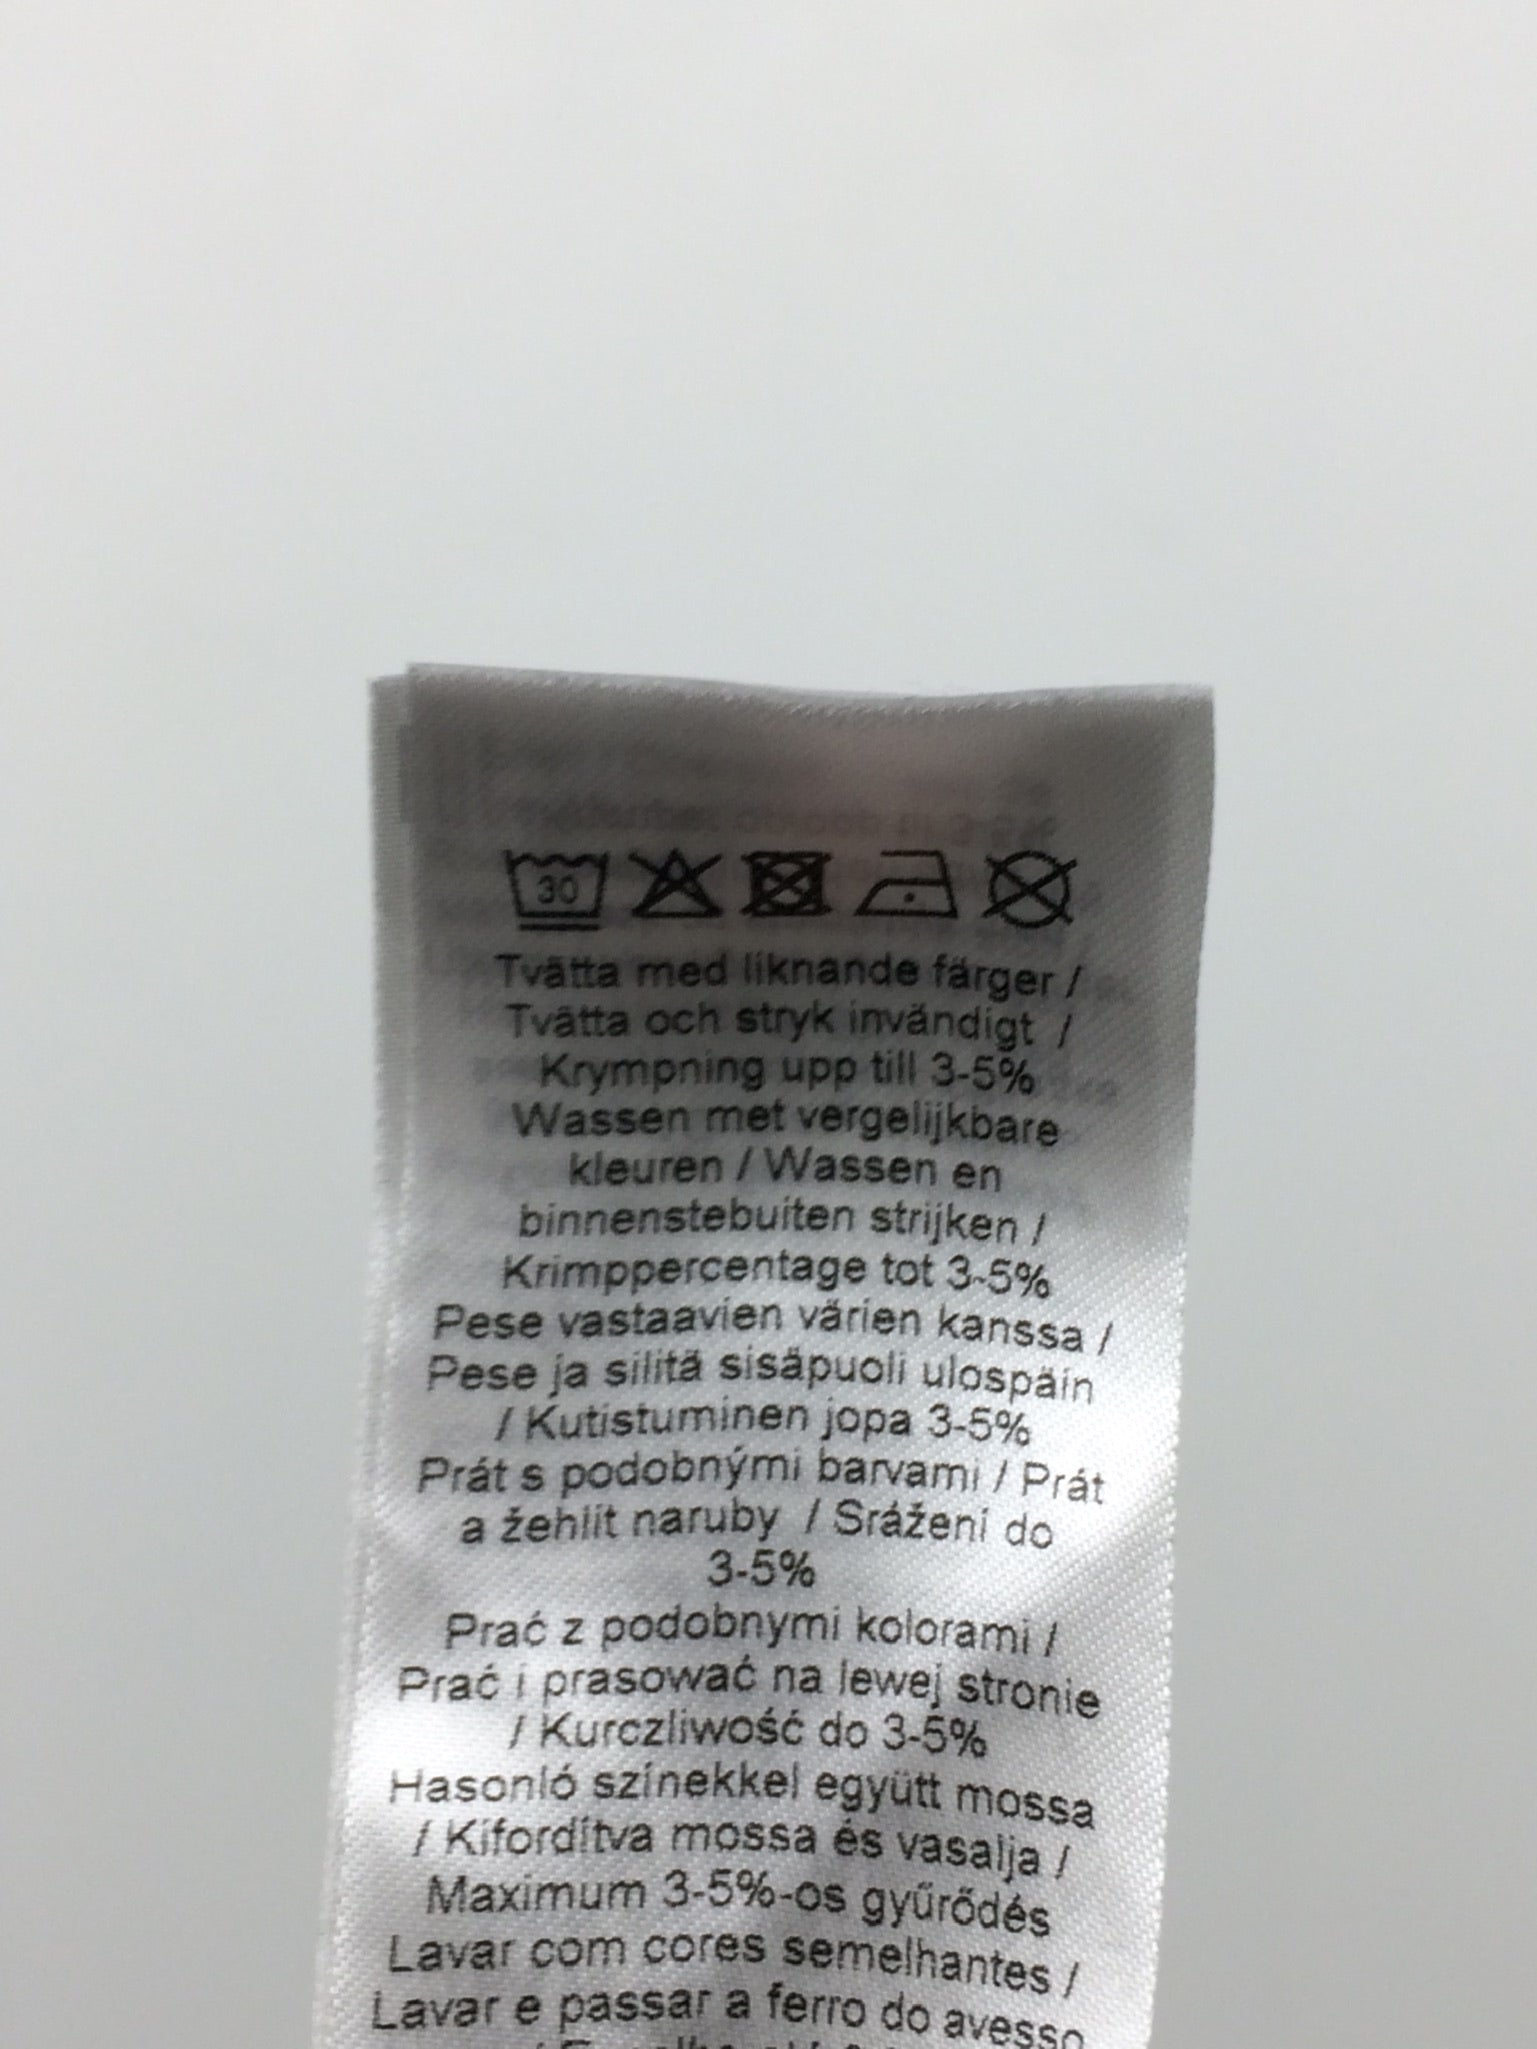 30
Tvätta med liknande färger /
Tvätta och stryk invändigt /
Krympning upp till 3-5%
Wassen met vergelijkbare
kleuren / Wassen en
binnenstebuiten strijken /
Krimppercentage tot 3-5%
Pese vastaavien värien kanssa /
Pese ja silitä sisäpuoli ulospäin
/ Kutistuminen jopa 3-5%
Prát s podobnými barvami / Prát
a žehlit naruby / Srážení do
3-5%
Prać z podobnymi kolorami /
Prać i prasować na lewej stronie
/ Kurczliwość do 3-5%
Hasonló színekkel együtt mossa
/ Kifordítva mossa és vasalja /
Maximum 3-5%-os gyűrődés
Lavar com cores semelhantes /
Lavar e passar a ferro do avesso